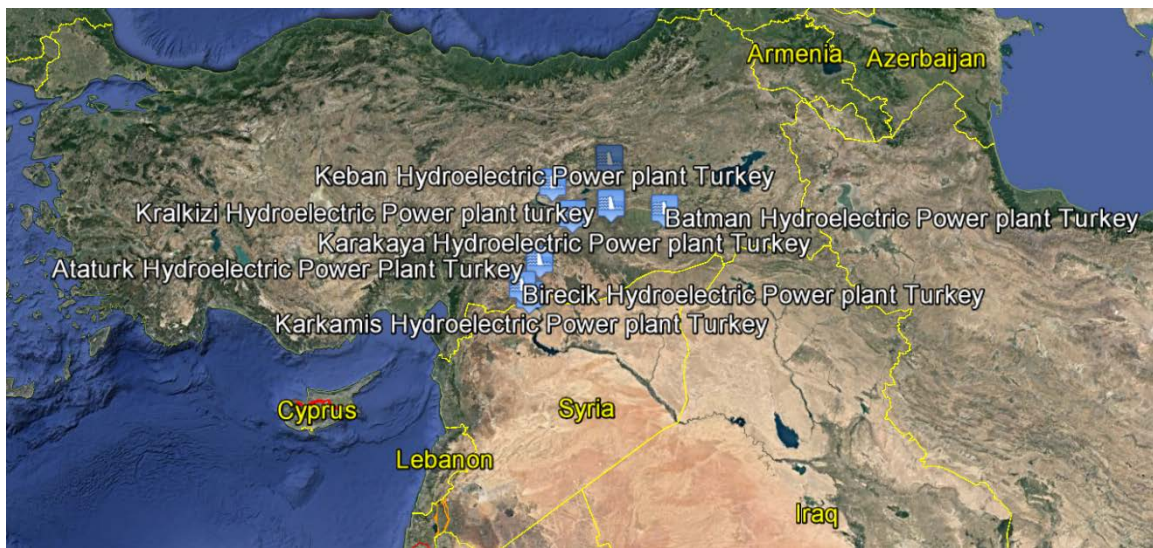 Armenia
Azerbaijan
Keban Hydroelectric Power plant Turkey
Kralkizi Hydroelectric Power plant turkey
Batman Hydroelectric Power plant Turkey
Karakaya Hydroelectric Power plant Turkey
Ataturk Hydroelectric Power Plant Turkey
Birecik Hydroelectric Power plant Turkey
Karkamis Hydroelectric Power plant Turkey
Cyprus
Syria
Lebanon
Iraq